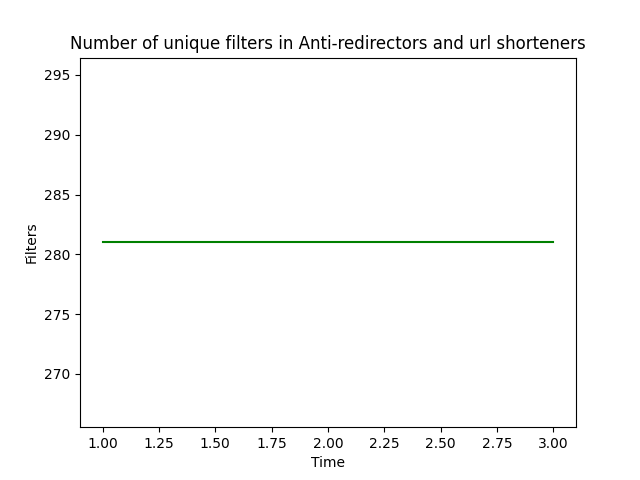 Number of unique filters in Anti-redirectors and url shorteners
295
290
285
280
275
270
Filters
1.00 1.25 1.50 1.75 2.00 2.25 2.50 2.75 3.00
Time